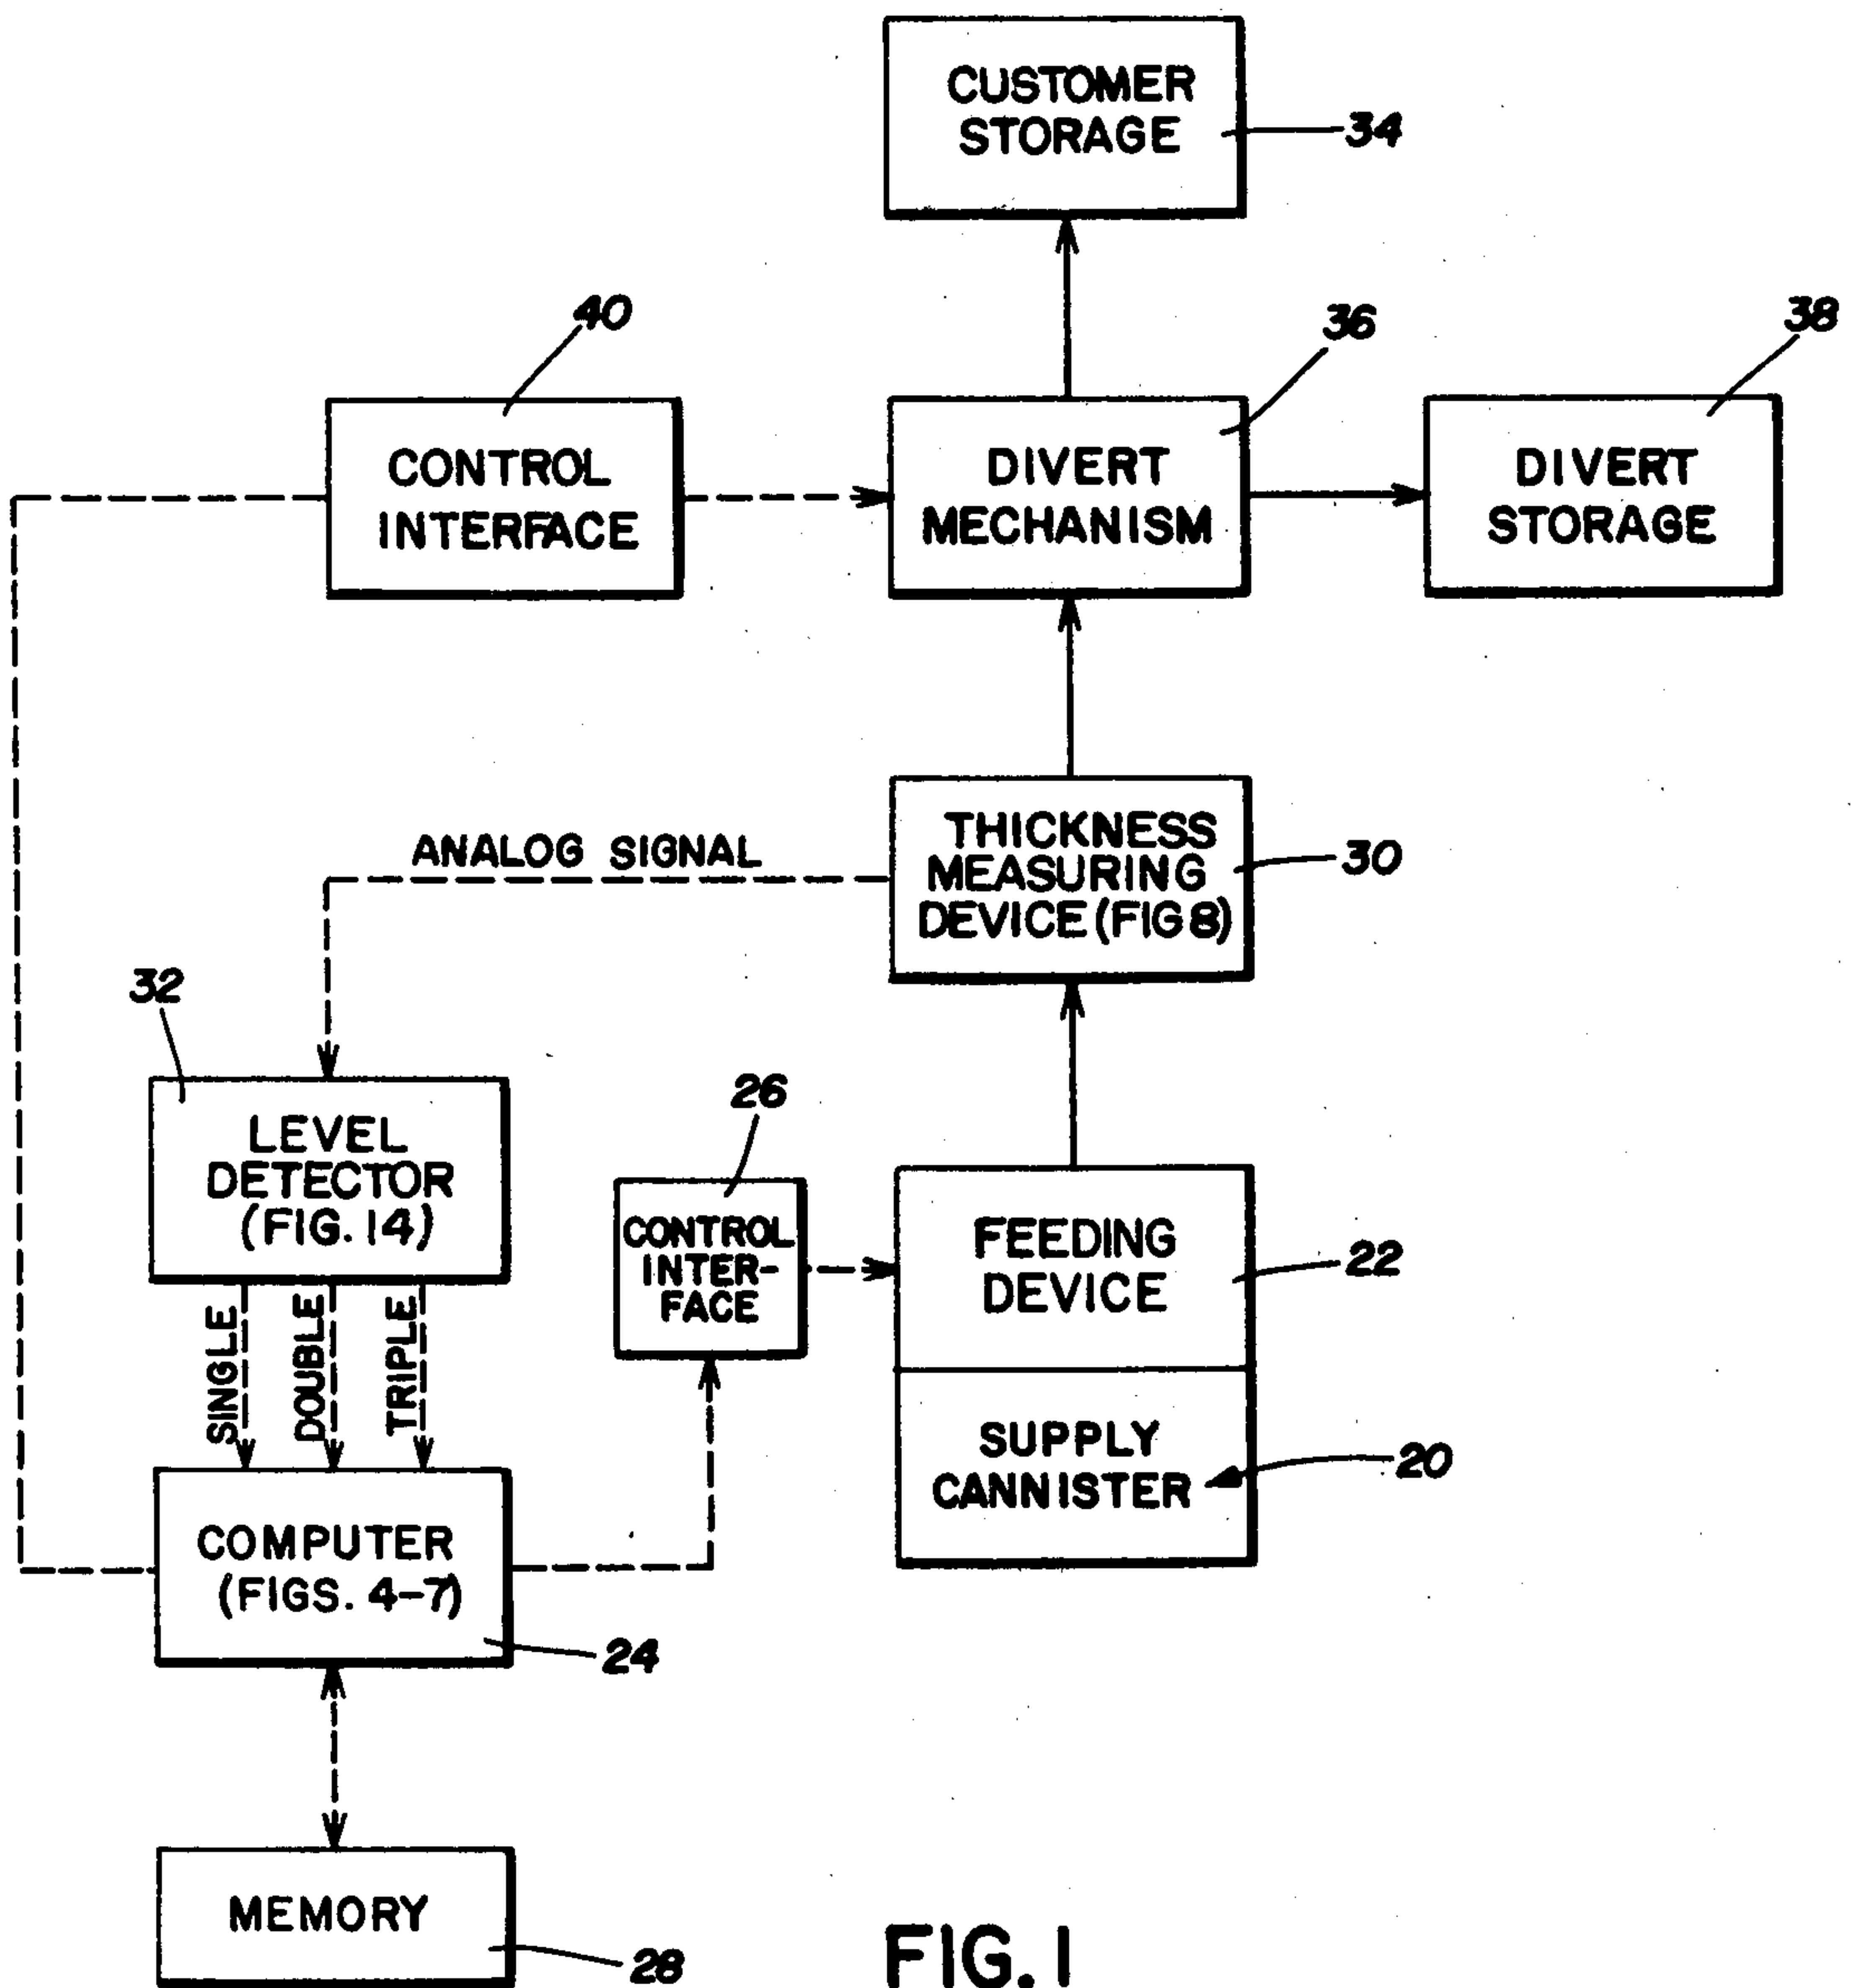 CUSTOMER
STORAGE
34
40
36
38
CONTROL
INTERFACE
DIVERT
MECHANISM
DIVERT
STORAGE
ANALOG SIGNAL
THICKNESS
MEASURING
DEVICE (FIG 8)
30
32
LEVEL
DETECTOR
(FIG. 14)
26
CONTROL
INTER-
FACE
FEEDING
DEVICE
22
SINGLE
DOUBLE
TRIPLE
SUPPLY
CANNISTER
20
COMPUTER
(FIGS. 4-7)
24
MEMORY
28
FIG. 1